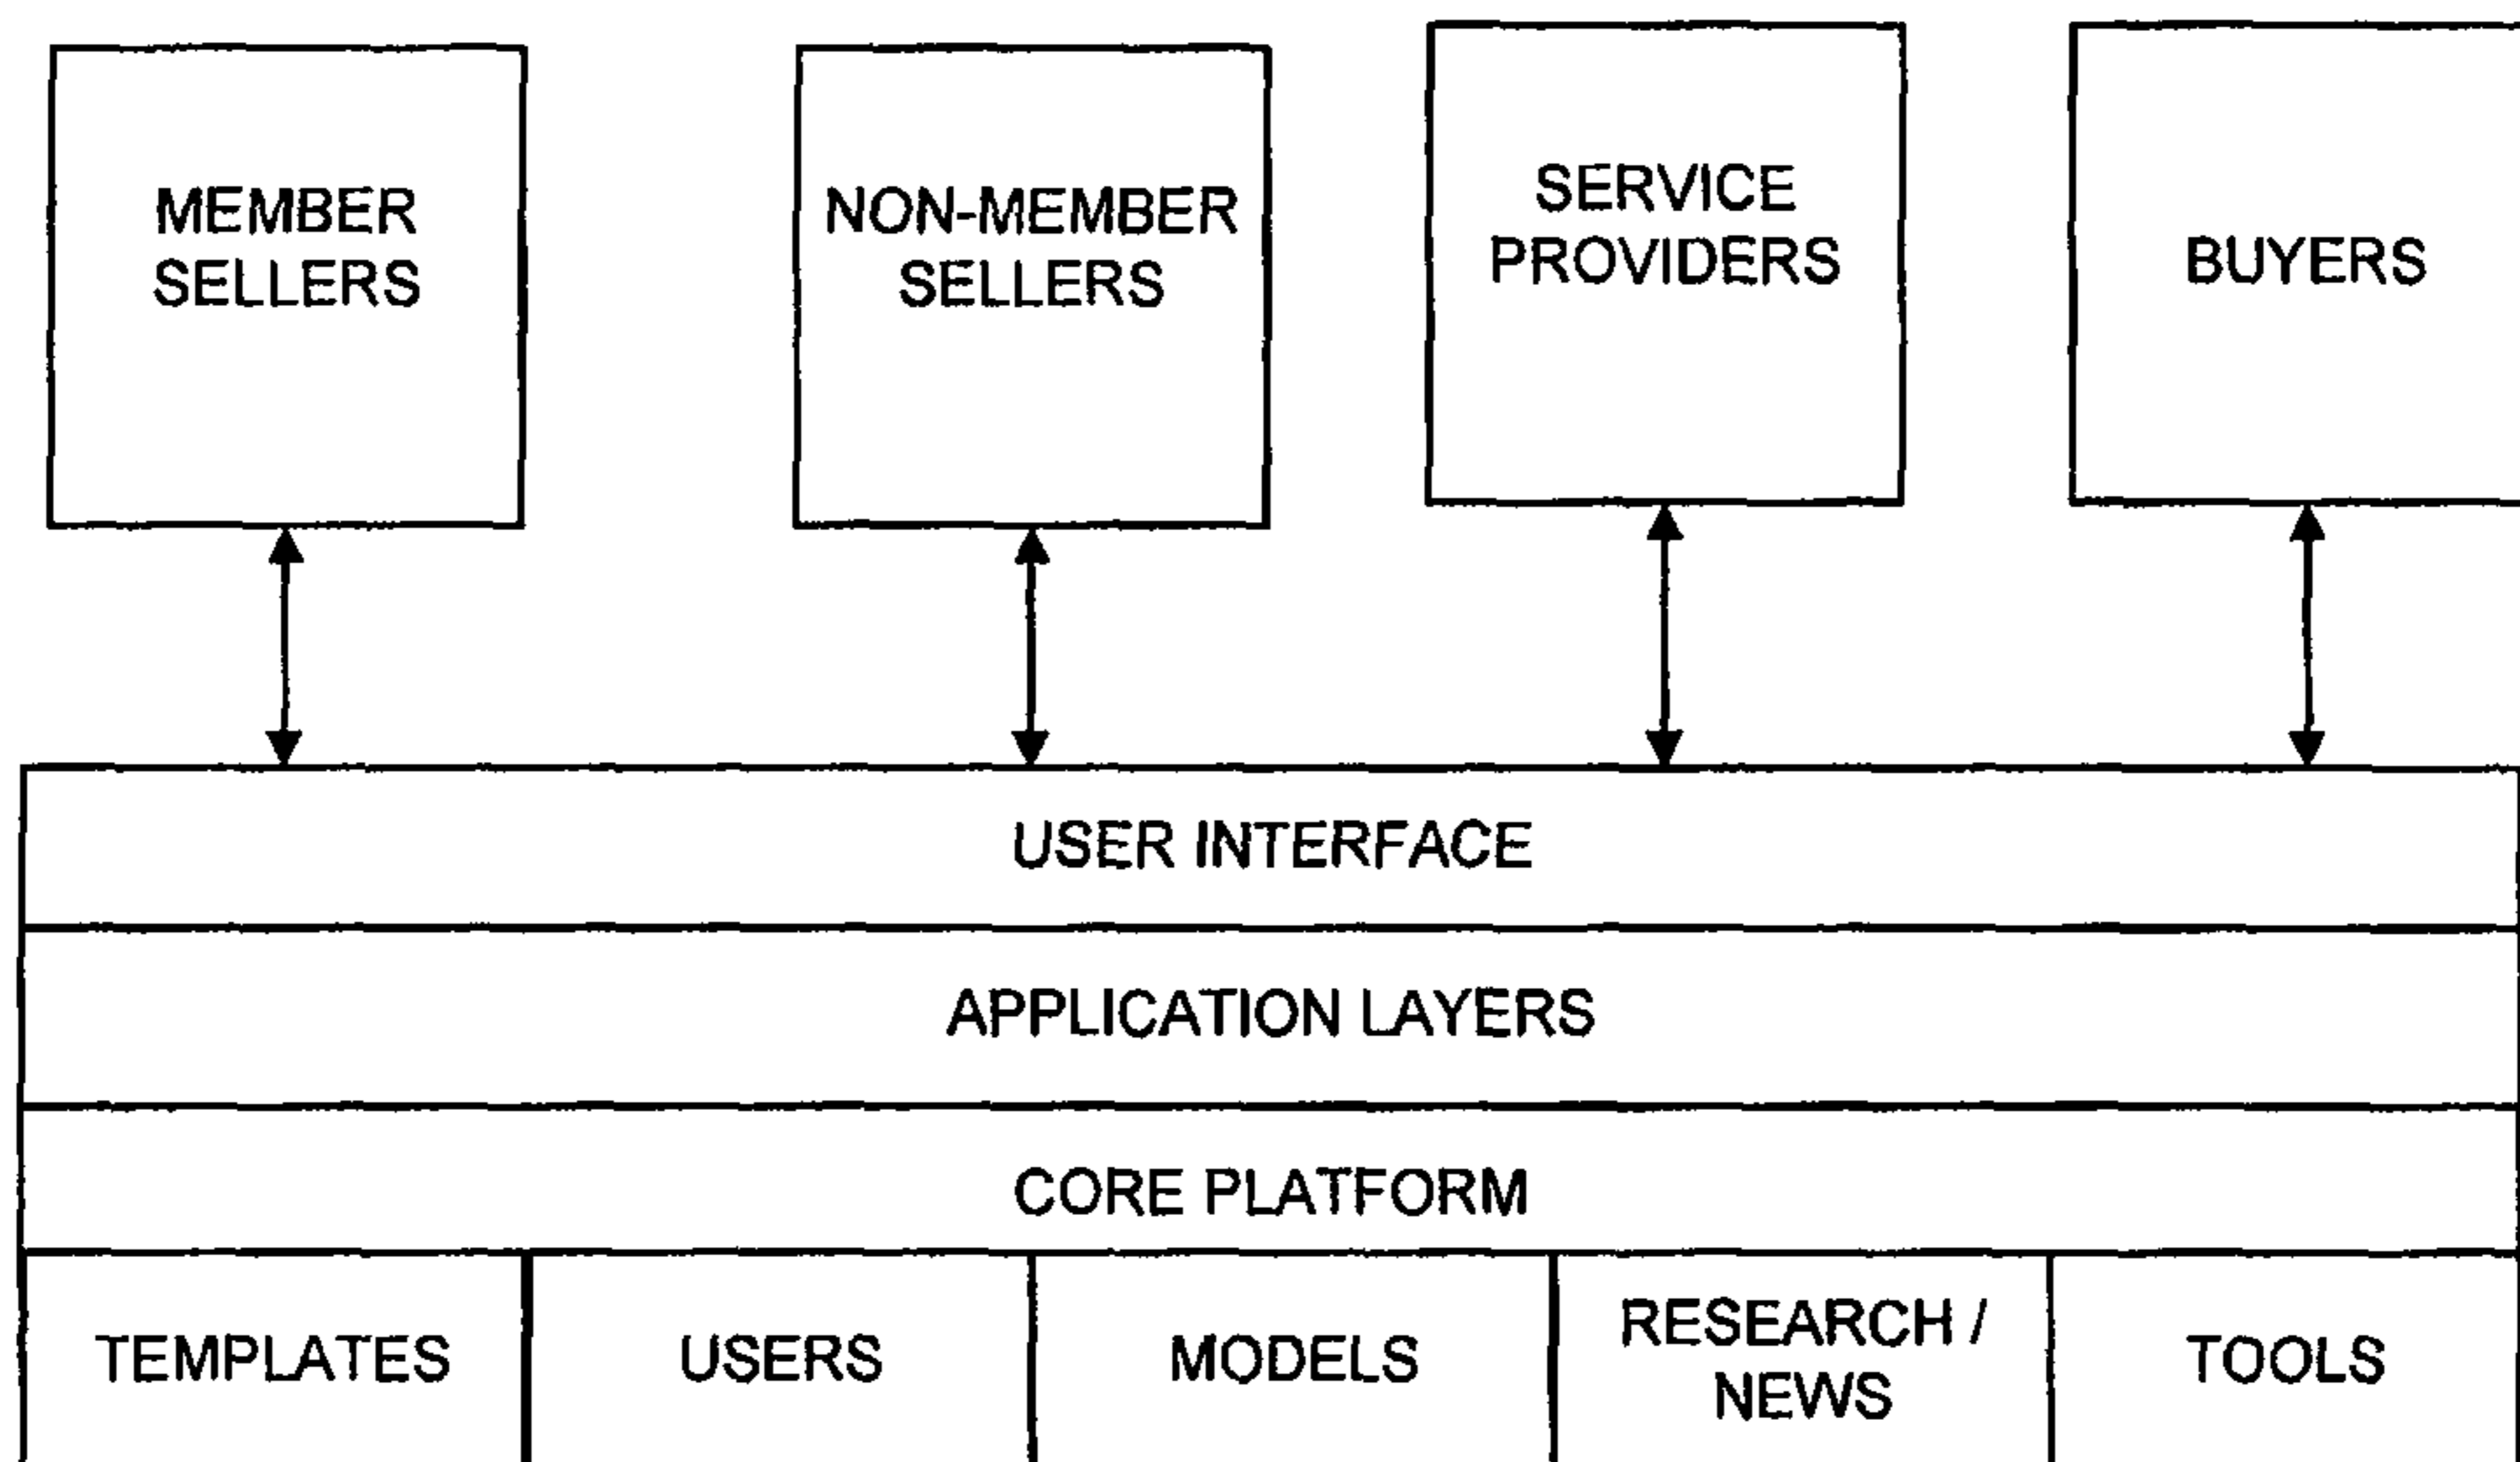 MEMBER
SELLERS
NON-MEMBER
SELLERS
SERVICE
PROVIDERS
BUYERS
USER INTERFACE
APPLICATION LAYERS
CORE PLATFORM
TEMPLATES
USERS
MODELS
RESEARCH /
NEWS
TOOLS